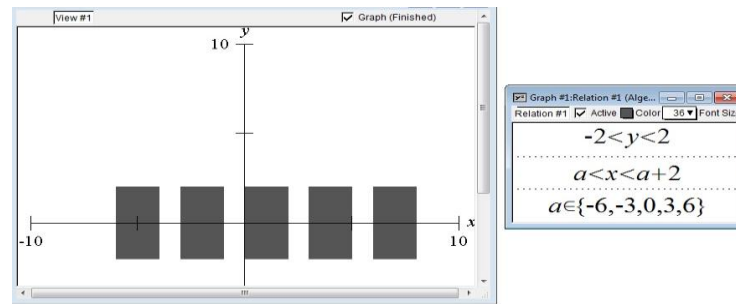 View #1
Graph (Finished)
y
10
x
-10
10
Graph #1:Relation #1 (Alge...
Relation #1 Active Color 36 Font Siz
-2<y<2
a<x<a+2
a∈{-6,-3,0,3,6}